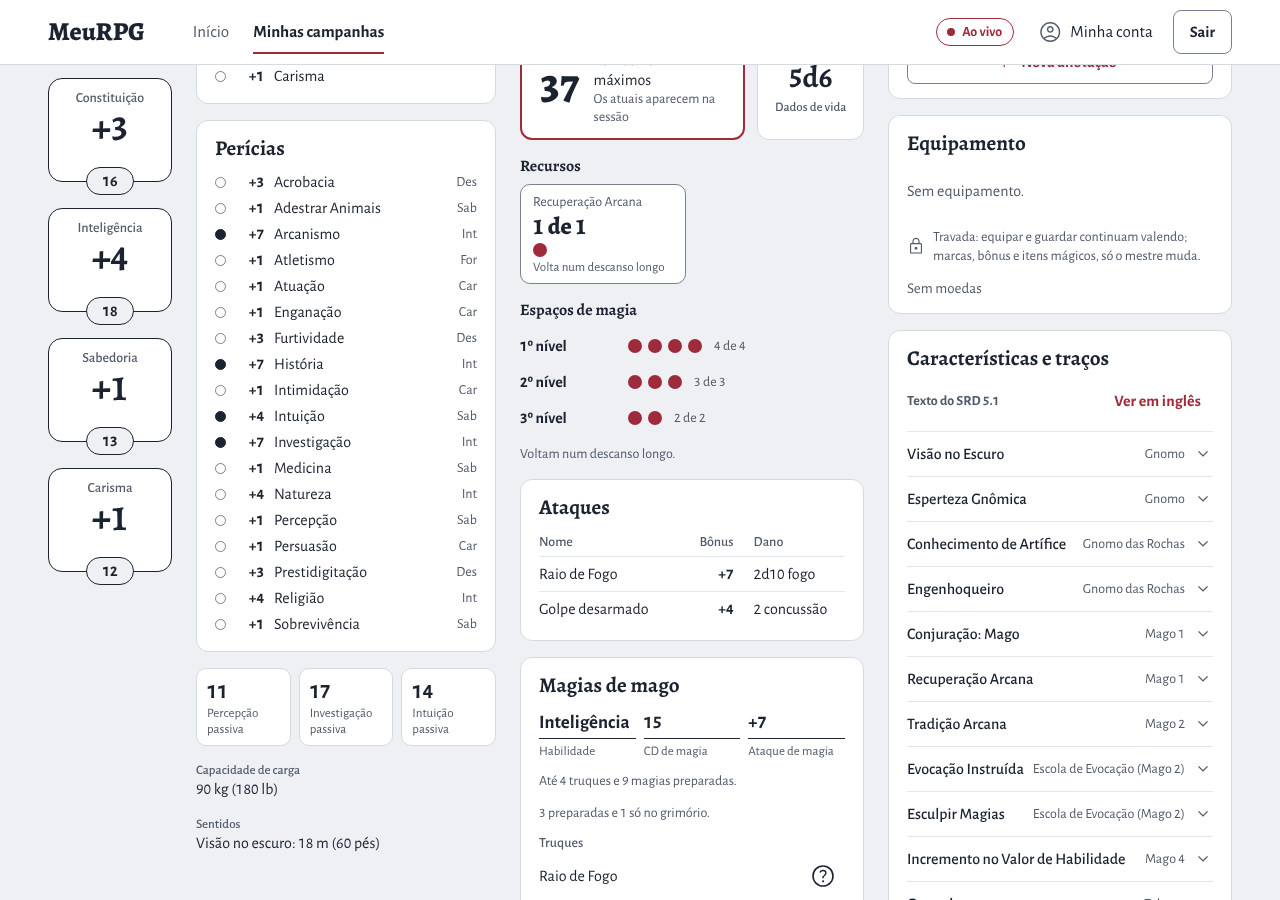 MeuRPG
Início
Minhas campanhas
Ao vivo
Minha conta
Sair
Constituição
+3
16
Inteligência
+4
18
Sabedoria
+1
13
Carisma
+1
12
+1 Carisma
Perícias
+3 Acrobacia Des
+1 Adestrar Animais Sab
+7 Arcanismo Int
+1 Atletismo For
+1 Atuação Car
+1 Enganação Car
+3 Furtividade Des
+7 História Int
+1 Intimidação Car
+4 Intuição Sab
+7 Investigação Int
+1 Medicina Sab
+4 Natureza Int
+1 Percepção Sab
+1 Persuasão Car
+3 Prestidigitação Des
+4 Religião Int
+1 Sobrevivência Sab
11
Percepção
passiva
17
Investigação
passiva
14
Intuição
passiva
Capacidade de carga
90 kg (180 lb)
Sentidos
Visão no escuro: 18 m (60 pés)
37
máximos
Os atuais aparecem na
sessão
5d6
Dados de vida
Recursos
Recuperação Arcana
1 de 1
Volta num descanso longo
Espaços de magia
1º nível 4 de 4
2º nível 3 de 3
3º nível 2 de 2
Voltam num descanso longo.
Ataques
Nome Bônus Dano
Raio de Fogo +7 2d10 fogo
Golpe desarmado +4 2 concussão
Magias de mago
Inteligência 15 +7
Habilidade CD de magia Ataque de magia
Até 4 truques e 9 magias preparadas.
3 preparadas e 1 só no grimório.
Truques
Raio de Fogo
Equipamento
Sem equipamento.
Travada: equipar e guardar continuam valendo;
marcas, bônus e itens mágicos, só o mestre muda.
Sem moedas
Características e traços
Texto do SRD 5.1 Ver em inglês
Visão no Escuro Gnomo
Esperteza Gnômica Gnomo
Conhecimento de Artífice Gnomo das Rochas
Engenhoqueiro Gnomo das Rochas
Conjuração: Mago Mago 1
Recuperação Arcana Mago 1
Tradição Arcana Mago 2
Evocação Instruída Escola de Evocação (Mago 2)
Esculpir Magias Escola de Evocação (Mago 2)
Incremento no Valor de Habilidade Mago 4